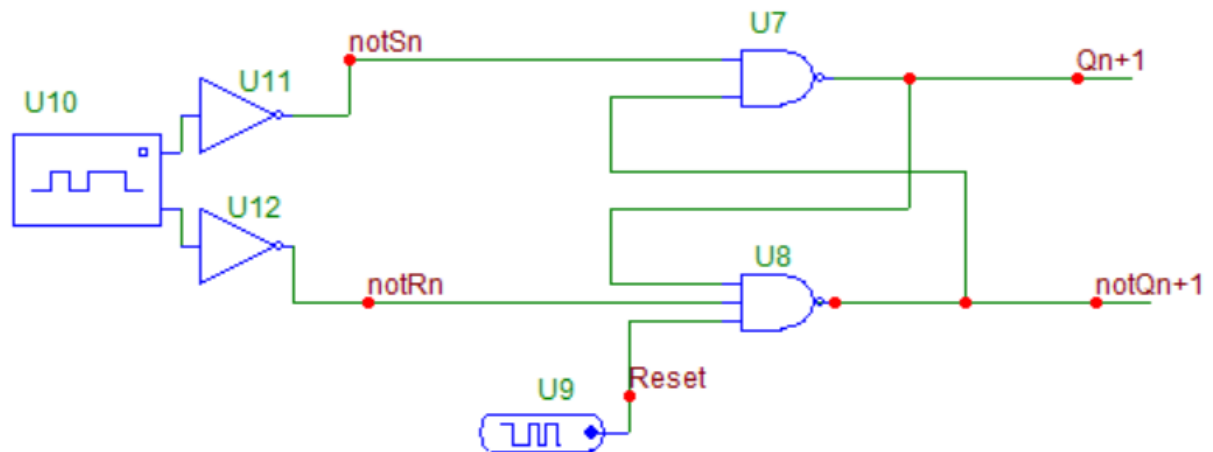 U7
notSn
U11
Qn+1
U10
U12
U8
notRn
notQn+1
Reset
U9